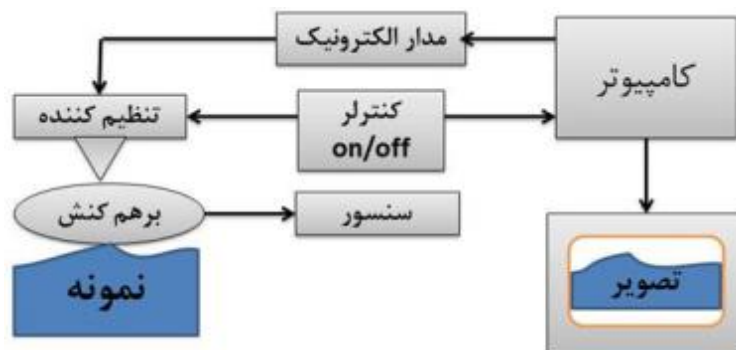 مدار الکترونیک
کامپیوتر
تنظیم کننده
کنترلر
on/off
برهم کنش
سنسور
نمونه
تصویر